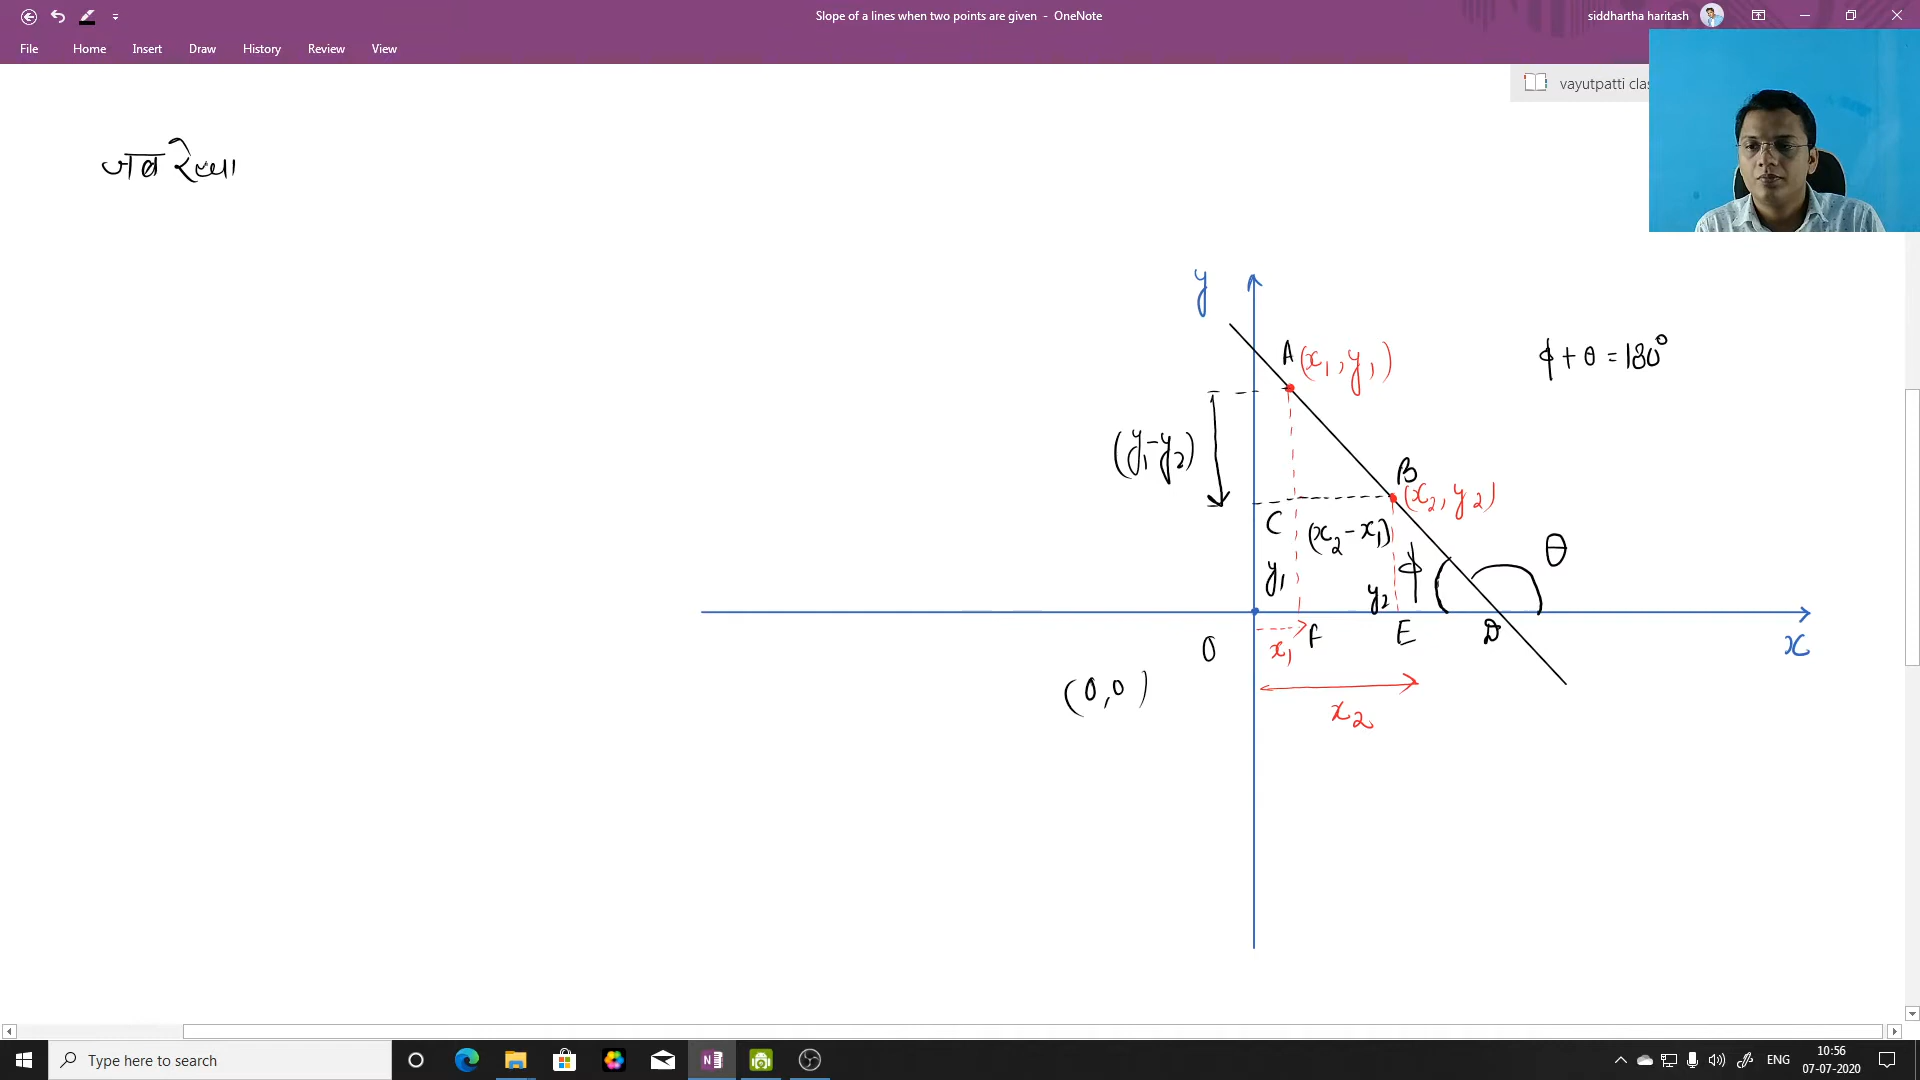 Slope of a lines when two points are given - OneNote
siddhartha haritash
File Home Insert Draw History Review View
vayutpatti clas
जब रेखा
y
A (x₁, y₁)
ϕ + θ = 180°
(y₁-y₂)
B
(x₂, y₂)
C
(x₂ - x₁)
θ
y₁
y₂
ϕ
O
x₁
F
E
D
x
(0,0)
x₂
Type here to search
ENG
10:56
07-07-2020